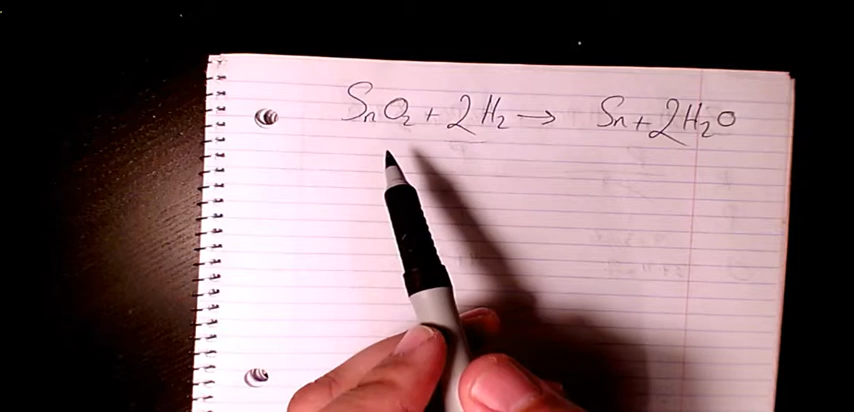 SnO₂ + 2H₂ → Sn + 2H₂O